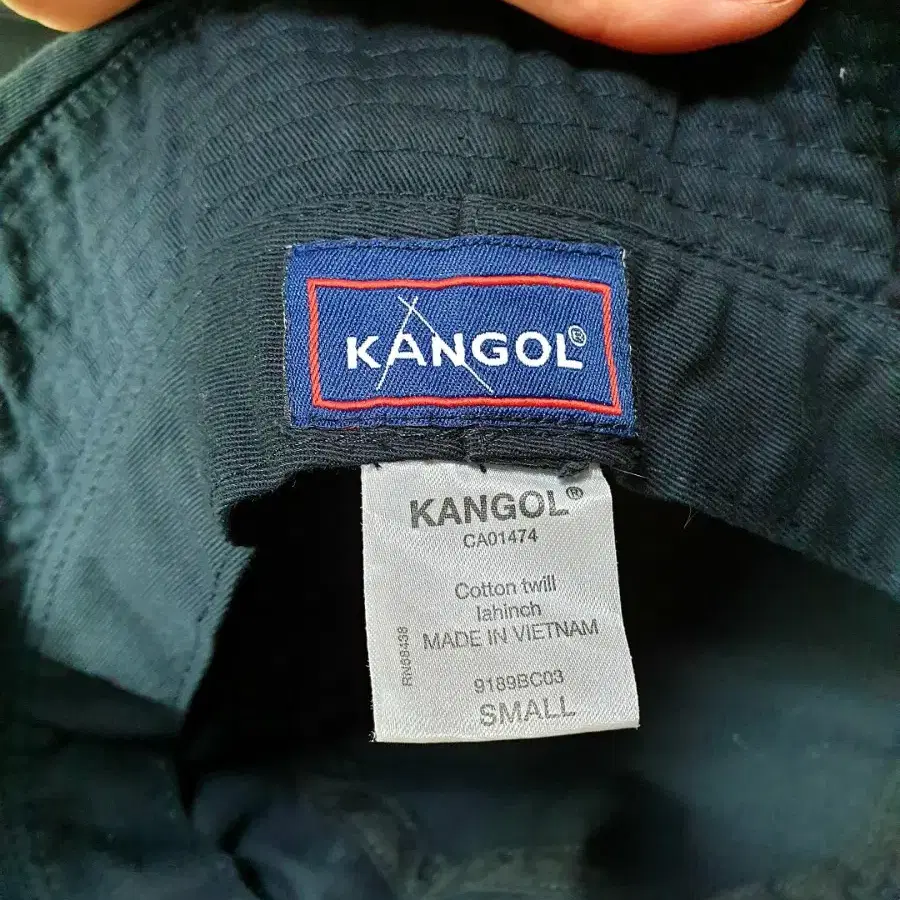 KANGOL®
KANGOL®
CA01474
Cotton twill
lahinch
MADE IN VIETNAM
RN68438
9189BC03
SMALL